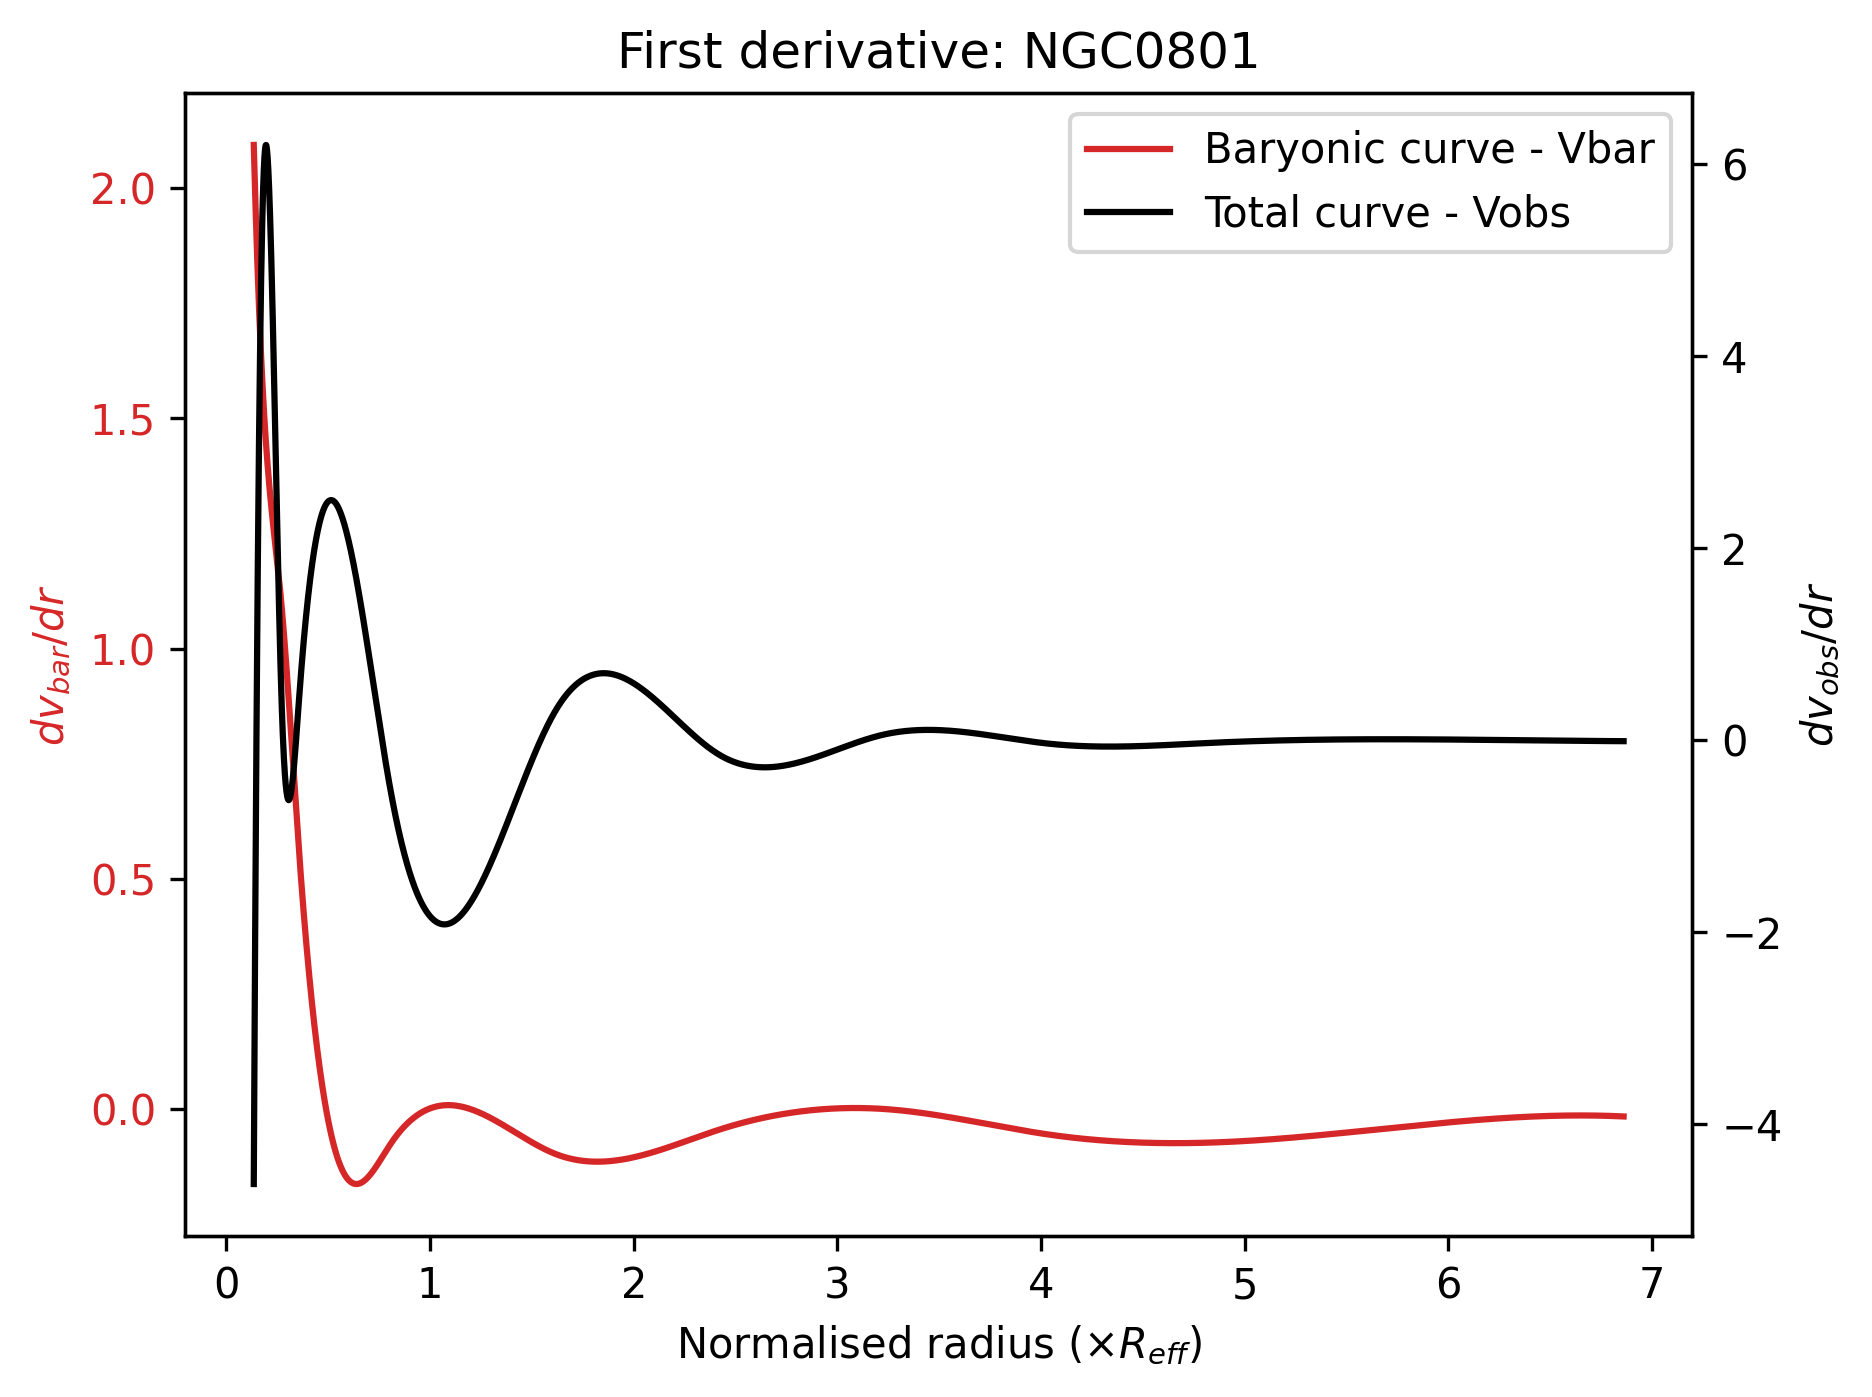 First derivative: NGC0801
Baryonic curve - Vbar
Total curve - Vobs
2.0
1.5
1.0
0.5
0.0
dv_bar/dr
6
4
2
0
−2
−4
dv_obs/dr
0 1 2 3 4 5 6 7
Normalised radius (×R_eff)